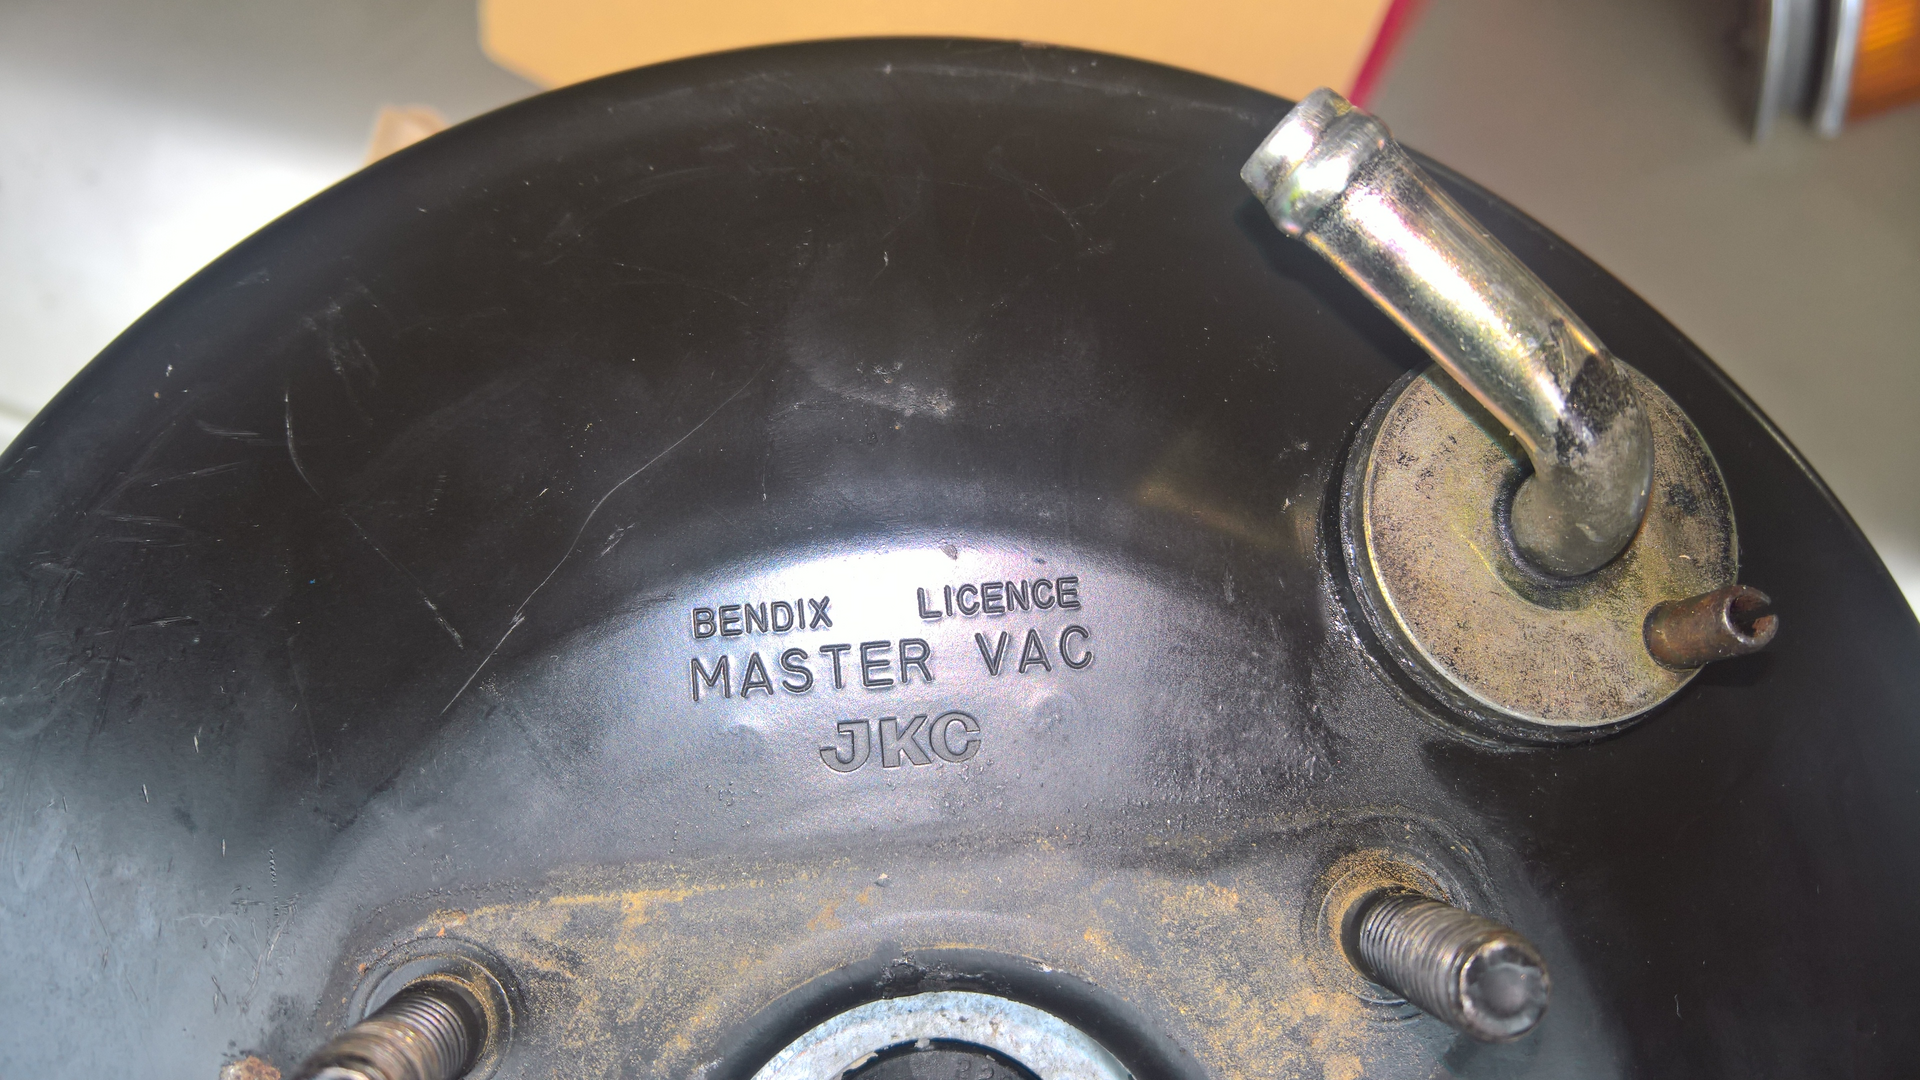 BENDIX LICENCE
MASTER VAC
JKC